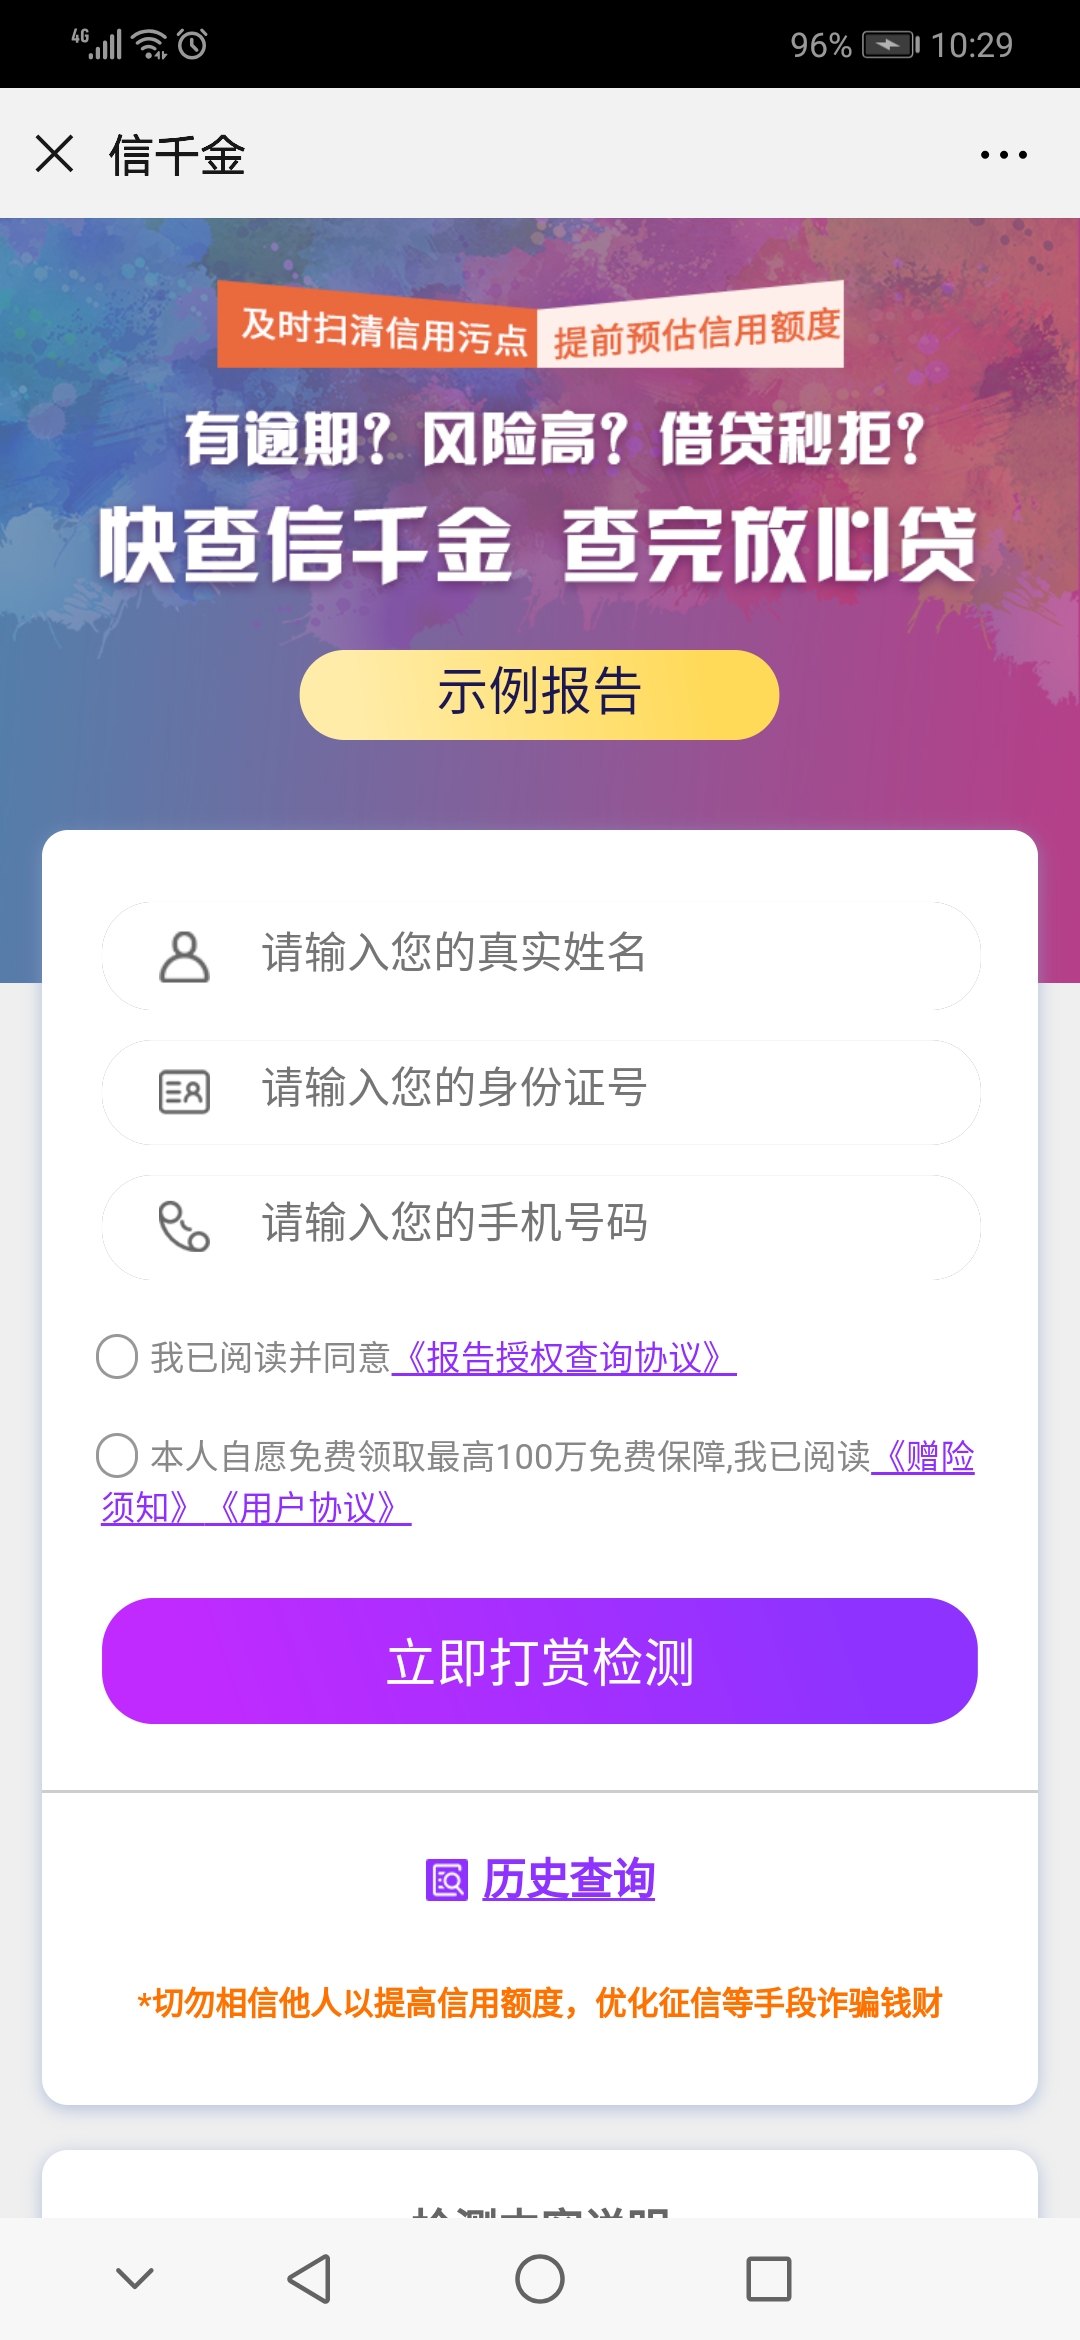 4G 96% 10:29
信千金
及时扫清信用污点 提前预估信用额度
有逾期？风险高？借贷秒拒？
快查信千金 查完放心贷
示例报告
请输入您的真实姓名
请输入您的身份证号
请输入您的手机号码
我已阅读并同意《报告授权查询协议》
本人自愿免费领取最高100万免费保障,我已阅读《赠险
须知》《用户协议》
立即打赏检测
历史查询
*切勿相信他人以提高信用额度，优化征信等手段诈骗钱财